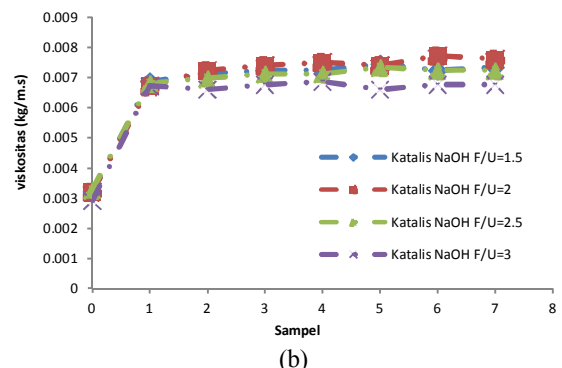 0.009
0.008
0.007
0.006
0.005
0.004
0.003
0.002
0.001
0
viskositas (kg/m.s)
Katalis NaOH F/U=1.5
Katalis NaOH F/U=2
Katalis NaOH F/U=2.5
Katalis NaOH F/U=3
0 1 2 3 4 5 6 7 8
Sampel
(b)